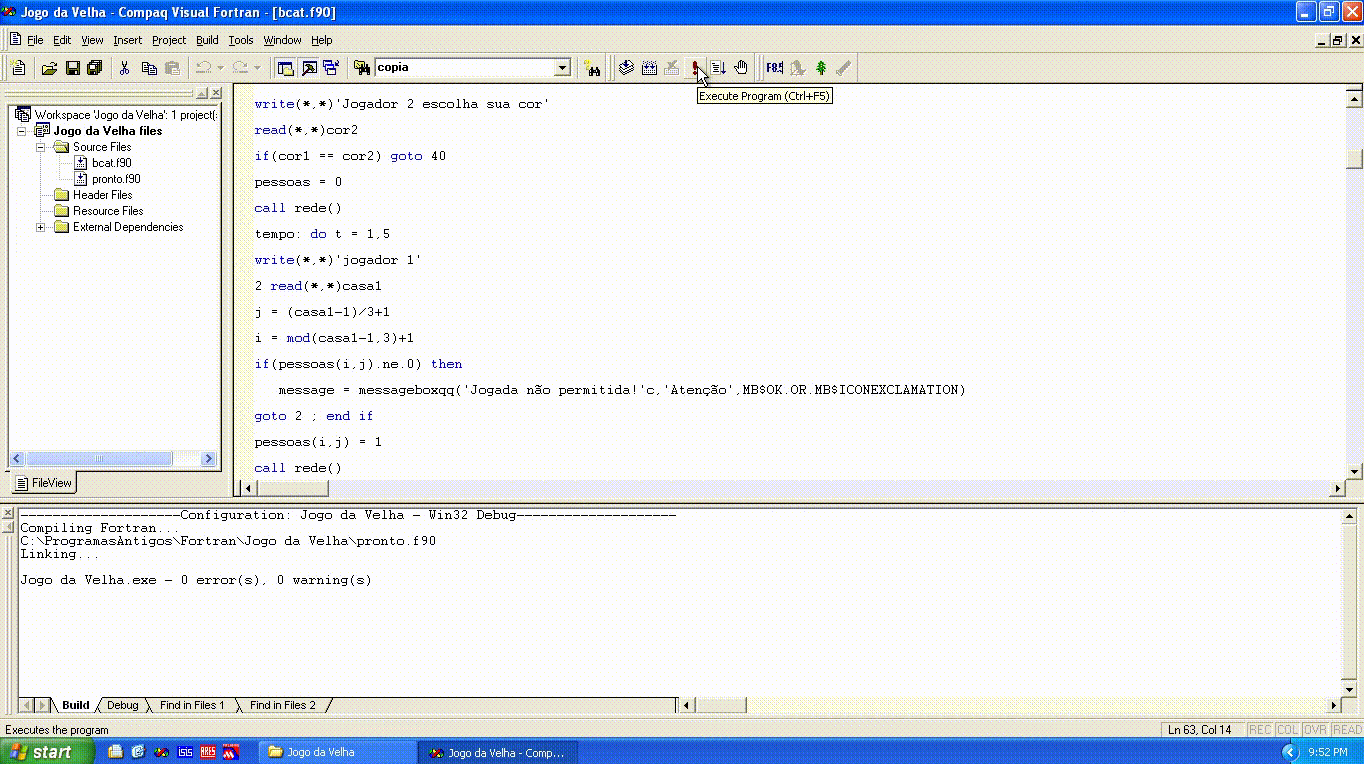 Jogo da Velha - Compaq Visual Fortran - [bcat.f90]
File Edit View Insert Project Build Tools Window Help
copia
F85
Execute Program (Ctrl+F5)
Workspace 'Jogo da Velha': 1 project(
Jogo da Velha files
Source Files
bcat.f90
pronto.f90
Header Files
Resource Files
External Dependencies
FileView
write(*,*)'Jogador 2 escolha sua cor'
read(*,*)cor2
if(cor1 == cor2) goto 40
pessoas = 0
call rede()
tempo: do t = 1,5
write(*,*)'jogador 1'
2 read(*,*)casa1
j = (casa1-1)/3+1
i = mod(casa1-1,3)+1
if(pessoas(i,j).ne.0) then
message = messageboxqq('Jogada não permitida!'c,'Atenção',MB$OK.OR.MB$ICONEXCLAMATION)
goto 2 ; end if
pessoas(i,j) = 1
call rede()
--------------------Configuration: Jogo da Velha - Win32 Debug--------------------
Compiling Fortran...
C:\ProgramasAntigos\Fortran\Jogo da Velha\pronto.f90
Linking...
Jogo da Velha.exe - 0 error(s), 0 warning(s)
Build Debug Find in Files 1 Find in Files 2
Executes the program
Ln 63, Col 14 REC COL OVR READ
start
ISIS
Jogo da Velha
Jogo da Velha - Comp...
9:52 PM